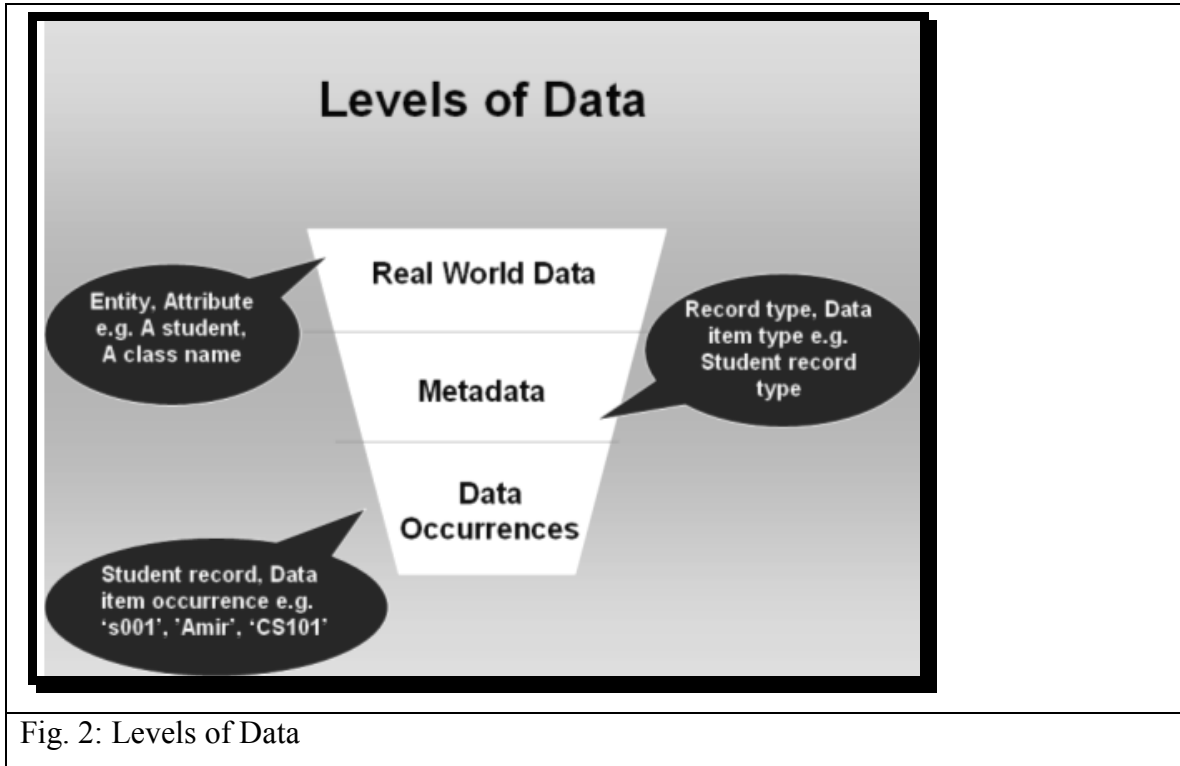 Levels of Data
Real World Data
Entity, Attribute
e.g. A student,
A class name
Record type, Data
item type e.g.
Student record
type
Metadata
Data
Occurrences
Student record, Data
item occurrence e.g.
‘s001’, ’Amir’, ‘CS101’
Fig. 2: Levels of Data